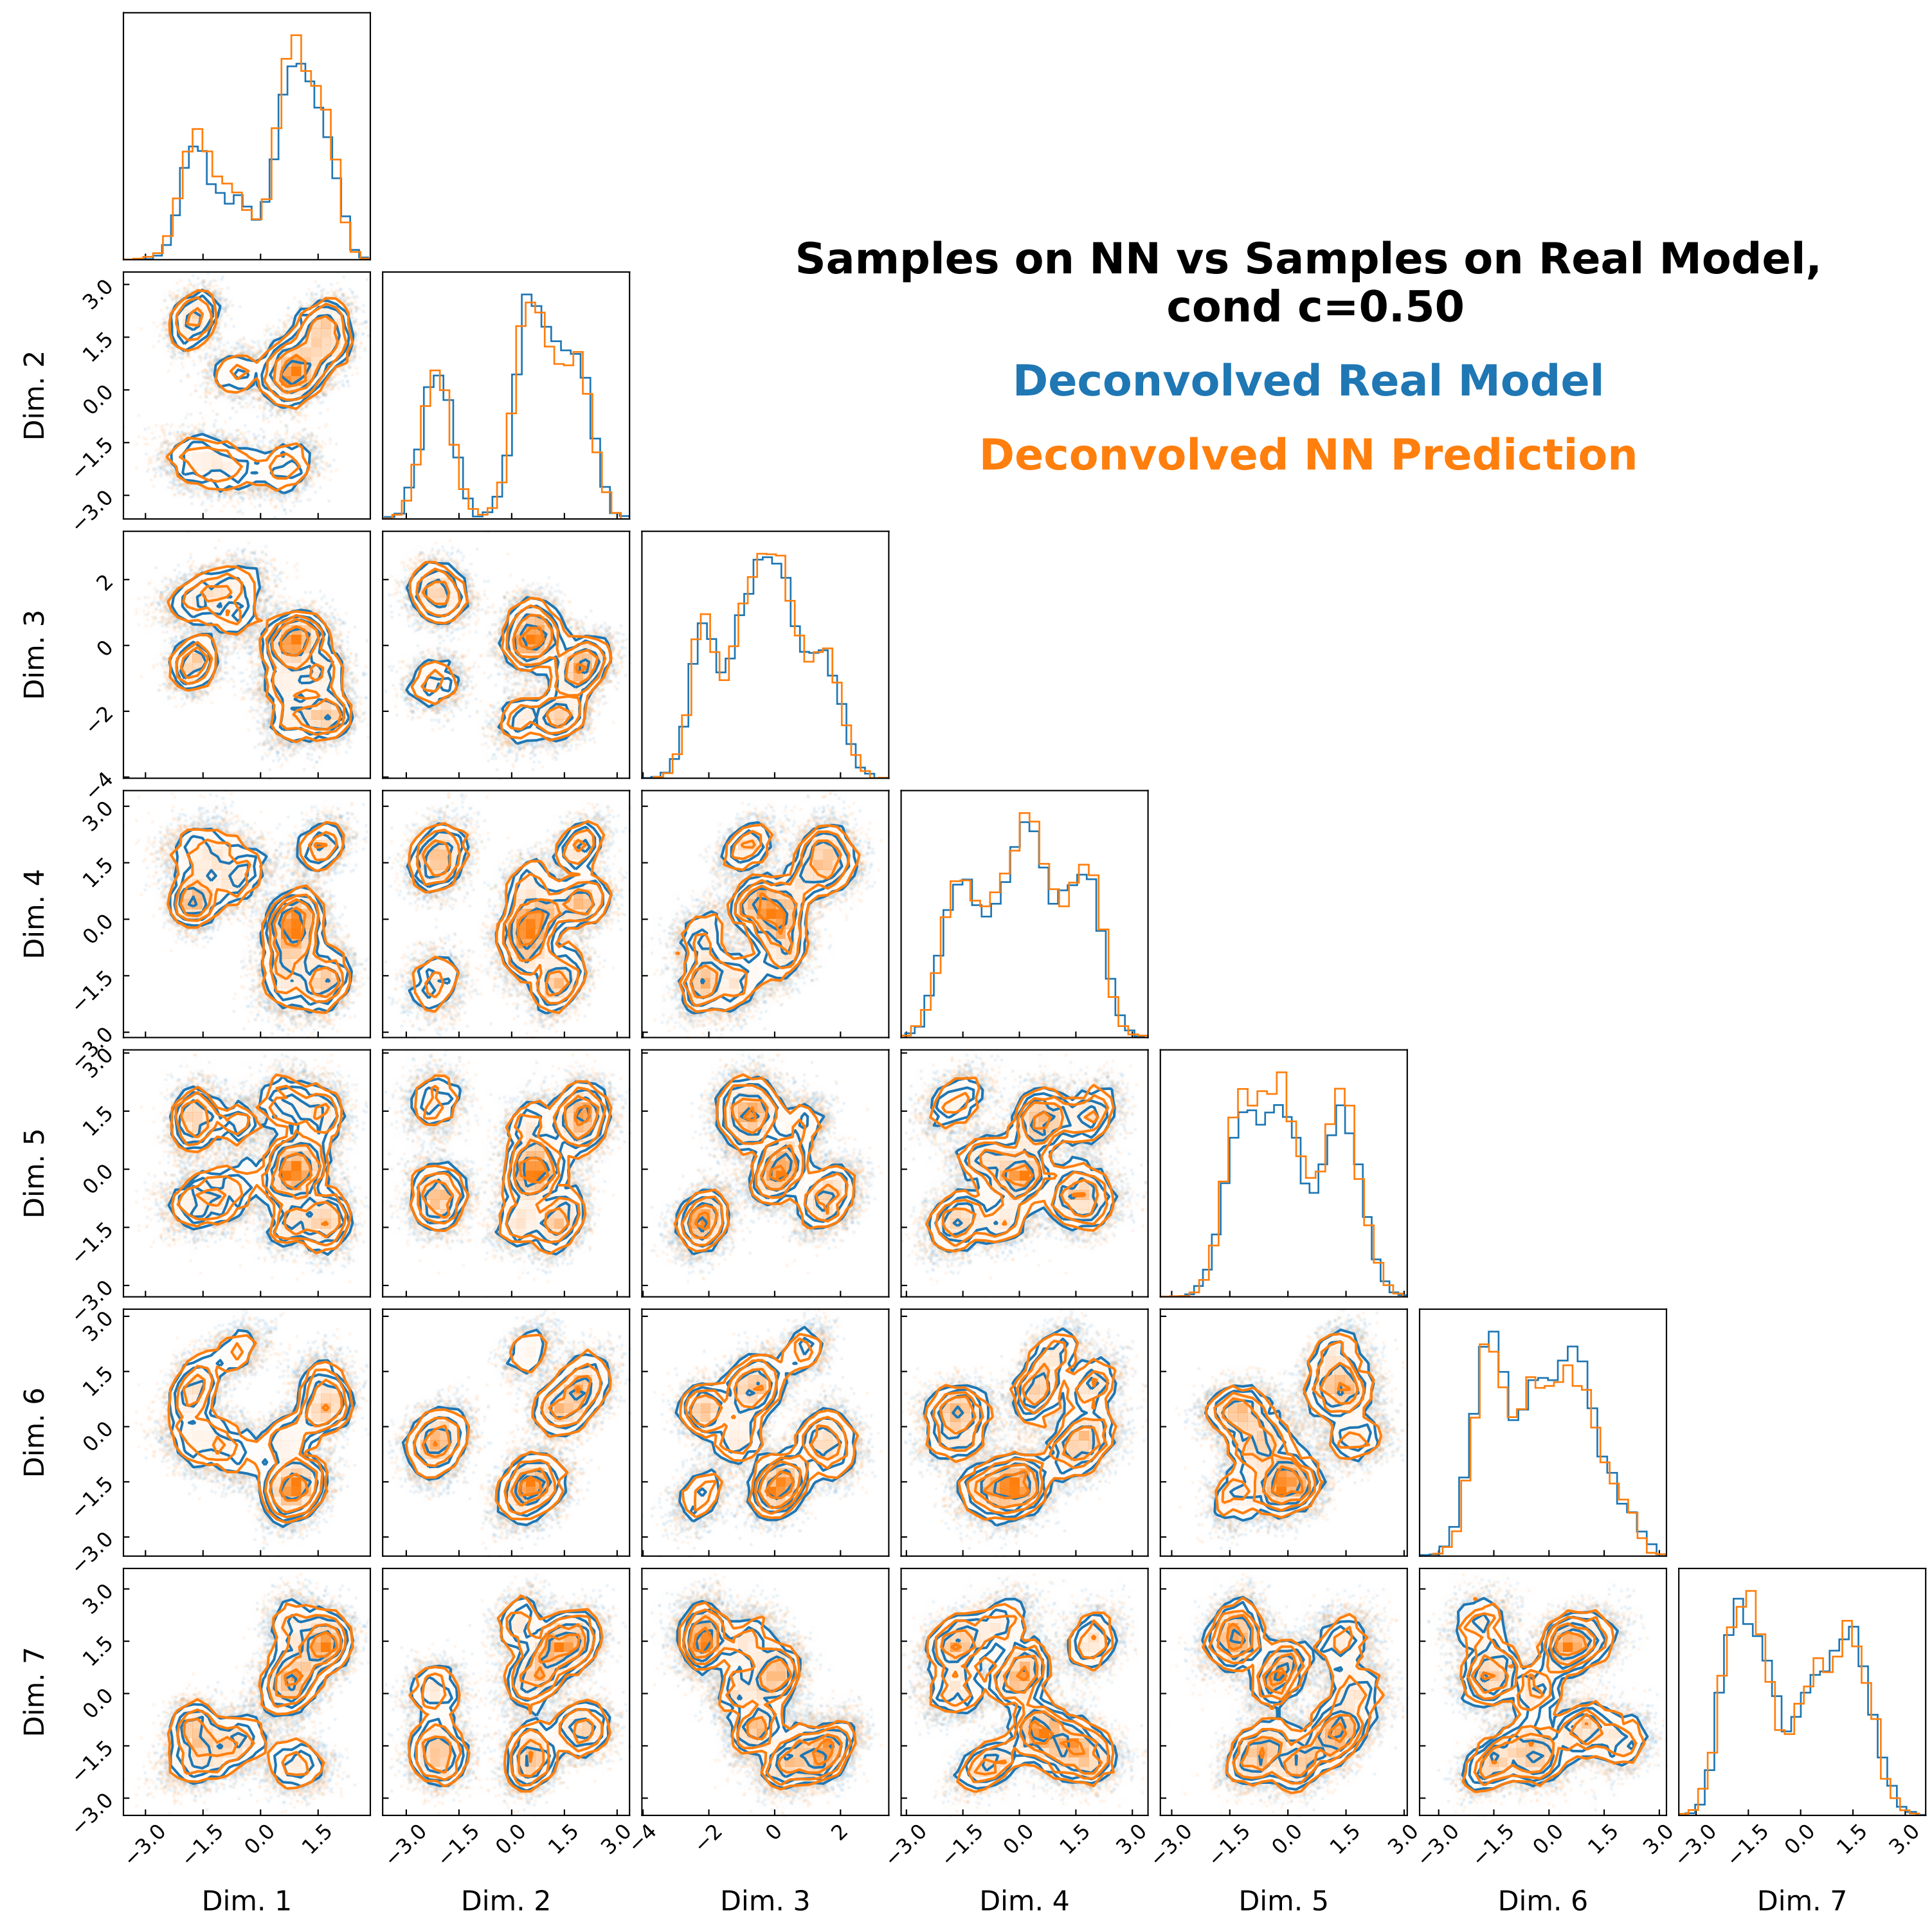 Samples on NN vs Samples on Real Model,
cond c=0.50
Deconvolved Real Model
Deconvolved NN Prediction
Dim. 2
3.0
1.5
0.0
−1.5
−3.0
Dim. 3
2
0
−2
−4
Dim. 4
3.0
1.5
0.0
−1.5
−3.0
Dim. 5
3.0
1.5
0.0
−1.5
−3.0
Dim. 6
3.0
1.5
0.0
−1.5
−3.0
Dim. 7
3.0
1.5
0.0
−1.5
−3.0
−3.0 −1.5 0.0 1.5
−3.0 −1.5 0.0 1.5 3.0
−4 −2 0 2
−3.0 −1.5 0.0 1.5 3.0
−3.0 −1.5 0.0 1.5 3.0
−3.0 −1.5 0.0 1.5 3.0
−3.0 −1.5 0.0 1.5 3.0
Dim. 1 Dim. 2 Dim. 3 Dim. 4 Dim. 5 Dim. 6 Dim. 7